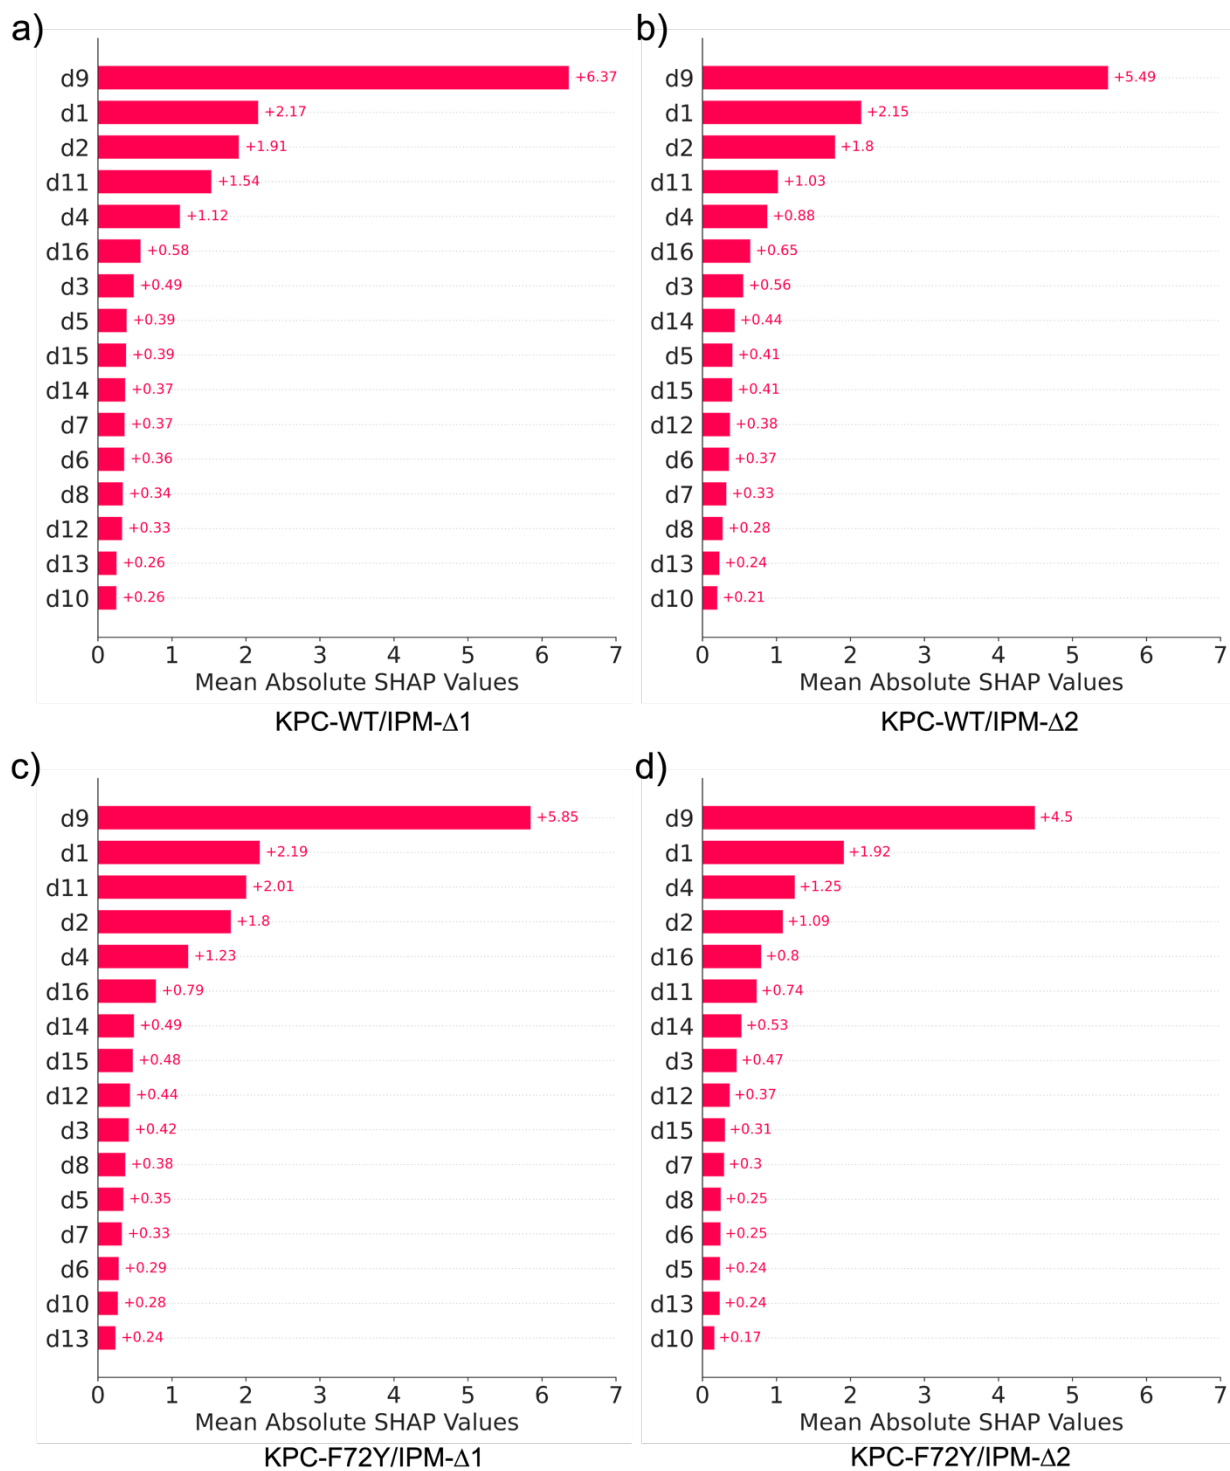 a)
d9 +6.37
d1 +2.17
d2 +1.91
d11 +1.54
d4 +1.12
d16 +0.58
d3 +0.49
d5 +0.39
d15 +0.39
d14 +0.37
d7 +0.37
d6 +0.36
d8 +0.34
d12 +0.33
d13 +0.26
d10 +0.26
0 1 2 3 4 5 6 7
Mean Absolute SHAP Values
KPC-WT/IPM-Δ1
b)
d9 +5.49
d1 +2.15
d2 +1.8
d11 +1.03
d4 +0.88
d16 +0.65
d3 +0.56
d14 +0.44
d5 +0.41
d15 +0.41
d12 +0.38
d6 +0.37
d7 +0.33
d8 +0.28
d13 +0.24
d10 +0.21
0 1 2 3 4 5 6 7
Mean Absolute SHAP Values
KPC-WT/IPM-Δ2
c)
d9 +5.85
d1 +2.19
d11 +2.01
d2 +1.8
d4 +1.23
d16 +0.79
d14 +0.49
d15 +0.48
d12 +0.44
d3 +0.42
d8 +0.38
d5 +0.35
d7 +0.33
d6 +0.29
d10 +0.28
d13 +0.24
0 1 2 3 4 5 6 7
Mean Absolute SHAP Values
KPC-F72Y/IPM-Δ1
d)
d9 +4.5
d1 +1.92
d4 +1.25
d2 +1.09
d16 +0.8
d11 +0.74
d14 +0.53
d3 +0.47
d12 +0.37
d15 +0.31
d7 +0.3
d8 +0.25
d6 +0.25
d5 +0.24
d13 +0.24
d10 +0.17
0 1 2 3 4 5 6 7
Mean Absolute SHAP Values
KPC-F72Y/IPM-Δ2